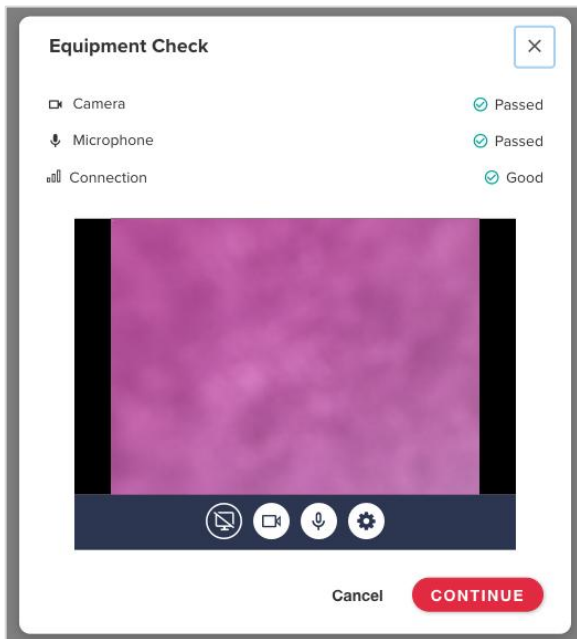 Equipment Check
Camera Passed
Microphone Passed
Connection Good
Cancel CONTINUE